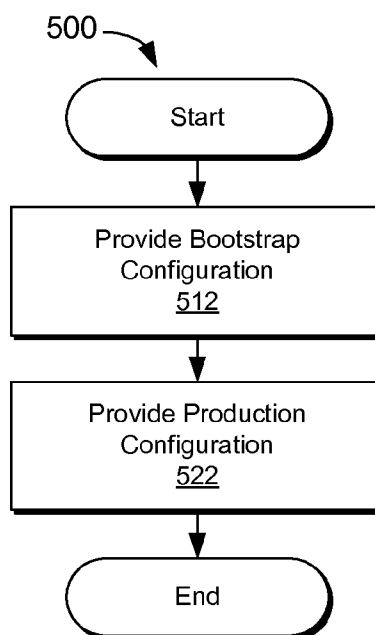 500
Start
Provide Bootstrap
Configuration
512
Provide Production
Configuration
522
End